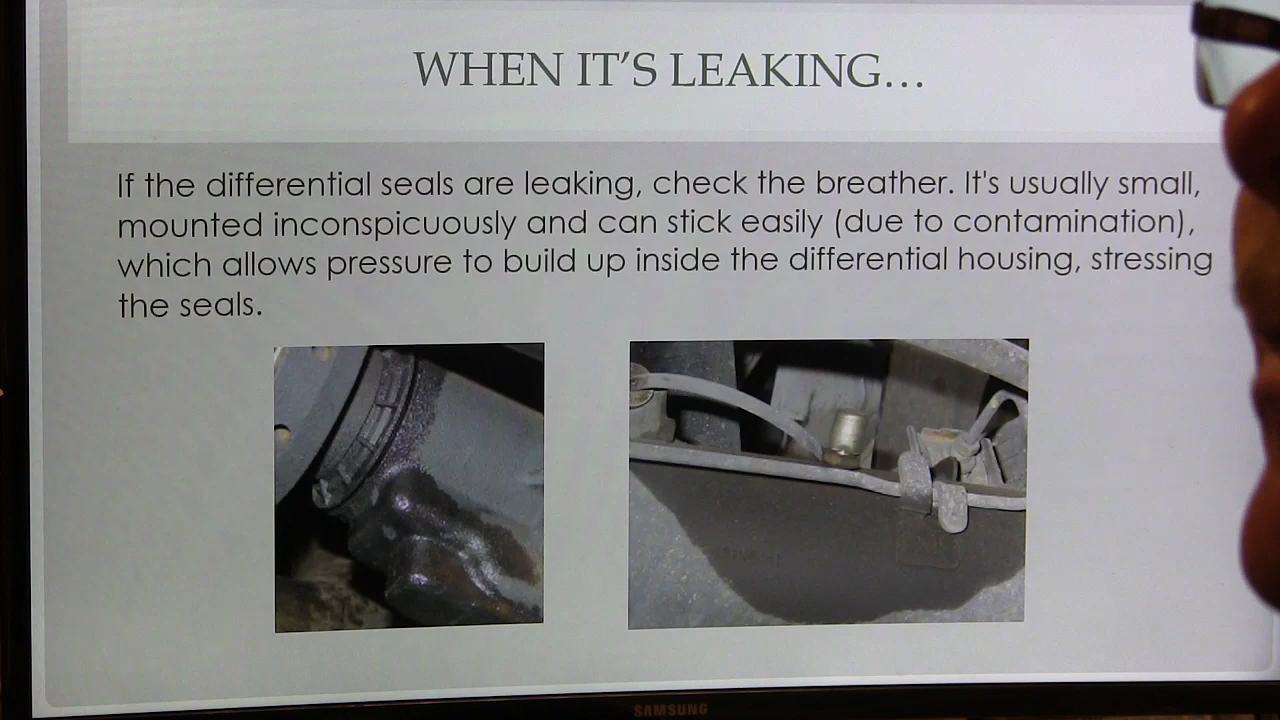 WHEN IT’S LEAKING…
If the differential seals are leaking, check the breather. It's usually small,
mounted inconspicuously and can stick easily (due to contamination),
which allows pressure to build up inside the differential housing, stressing
the seals.
SAMSUNG